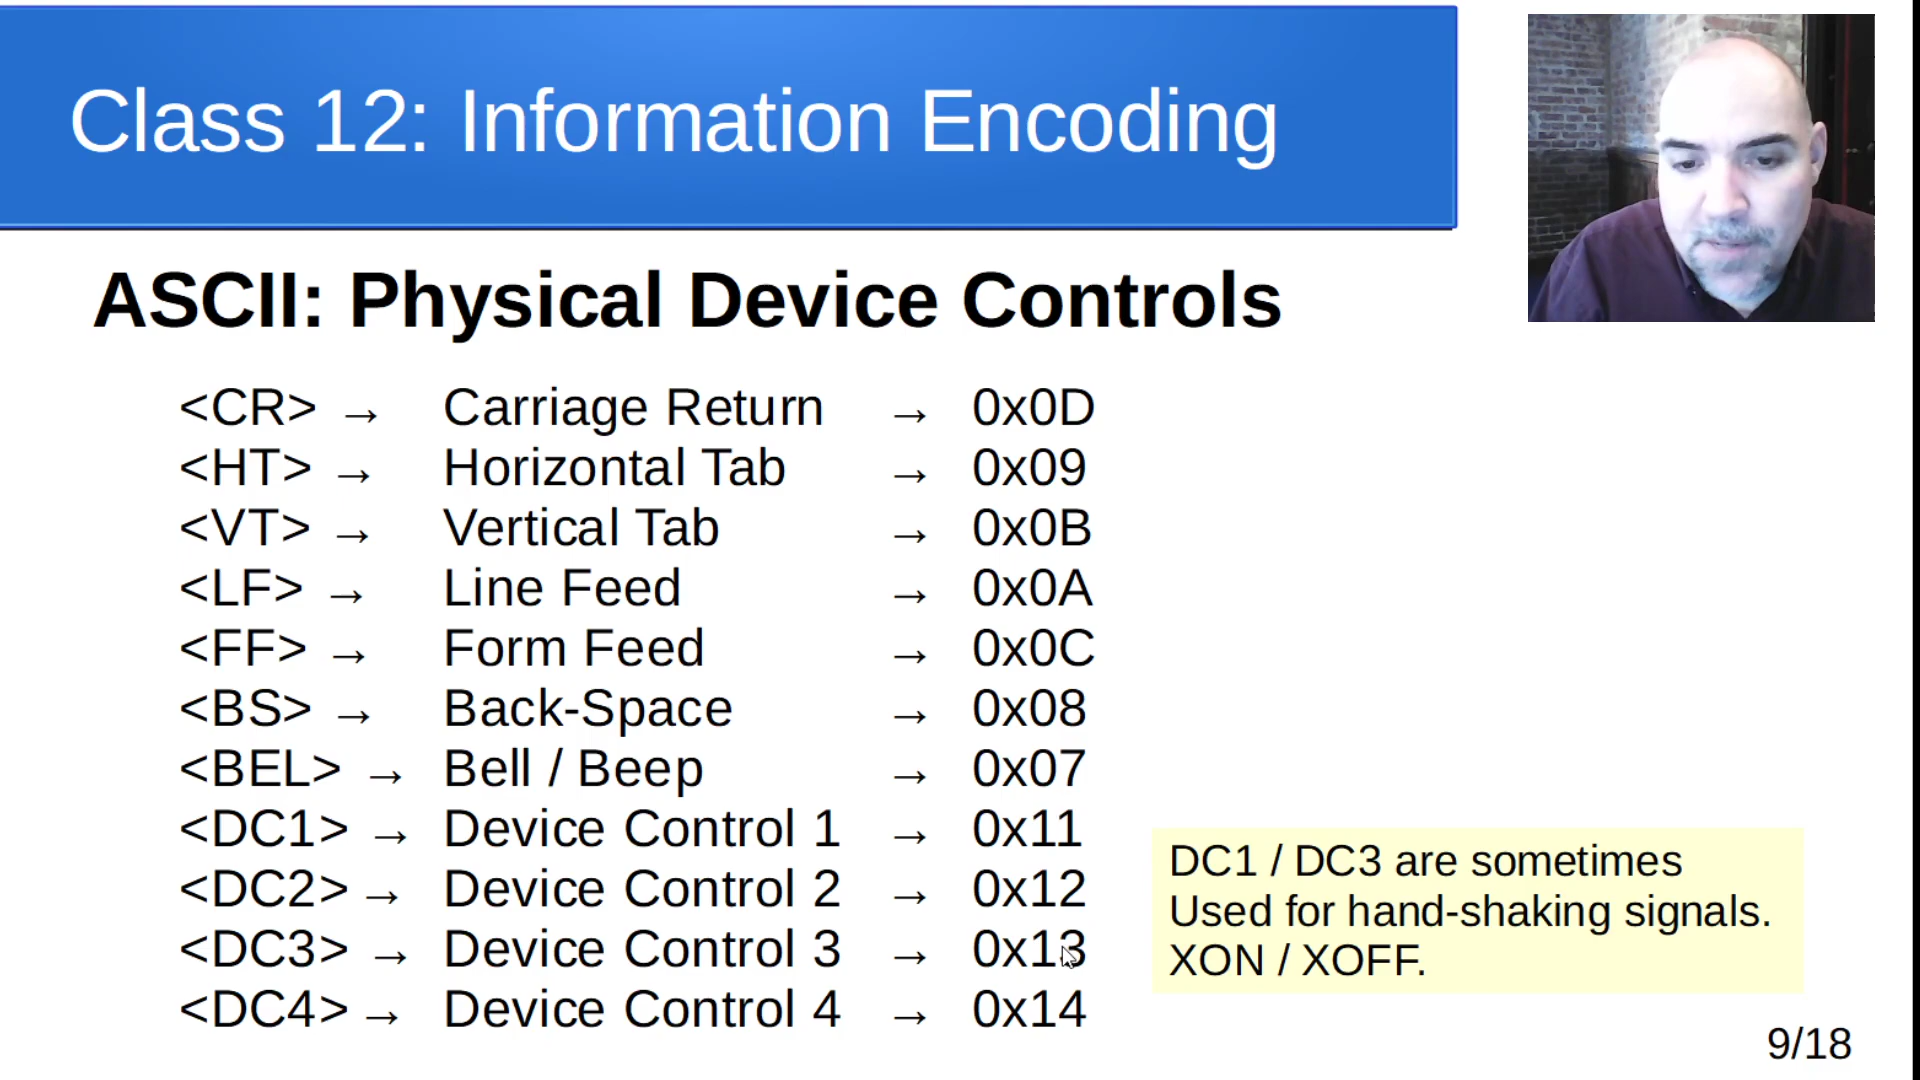 Class 12: Information Encoding
ASCII: Physical Device Controls
<CR> → Carriage Return → 0x0D
<HT> → Horizontal Tab → 0x09
<VT> → Vertical Tab → 0x0B
<LF> → Line Feed → 0x0A
<FF> → Form Feed → 0x0C
<BS> → Back-Space → 0x08
<BEL> → Bell / Beep → 0x07
<DC1> → Device Control 1 → 0x11
<DC2> → Device Control 2 → 0x12
<DC3> → Device Control 3 → 0x13
<DC4> → Device Control 4 → 0x14
DC1 / DC3 are sometimes
Used for hand-shaking signals.
XON / XOFF.
9/18